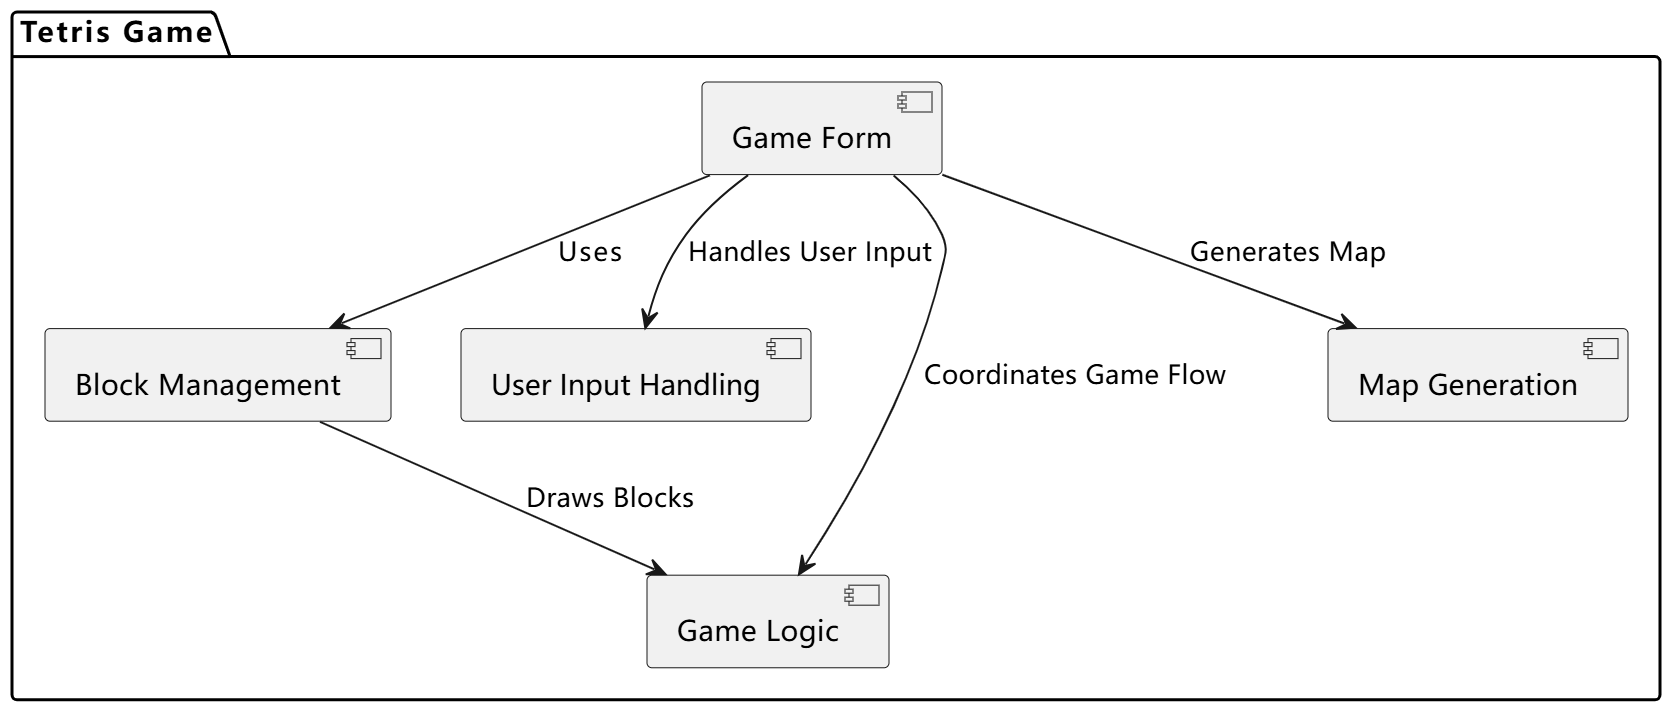 Tetris Game
Game Form
Uses
Handles User Input
Generates Map
Block Management
User Input Handling
Coordinates Game Flow
Map Generation
Draws Blocks
Game Logic